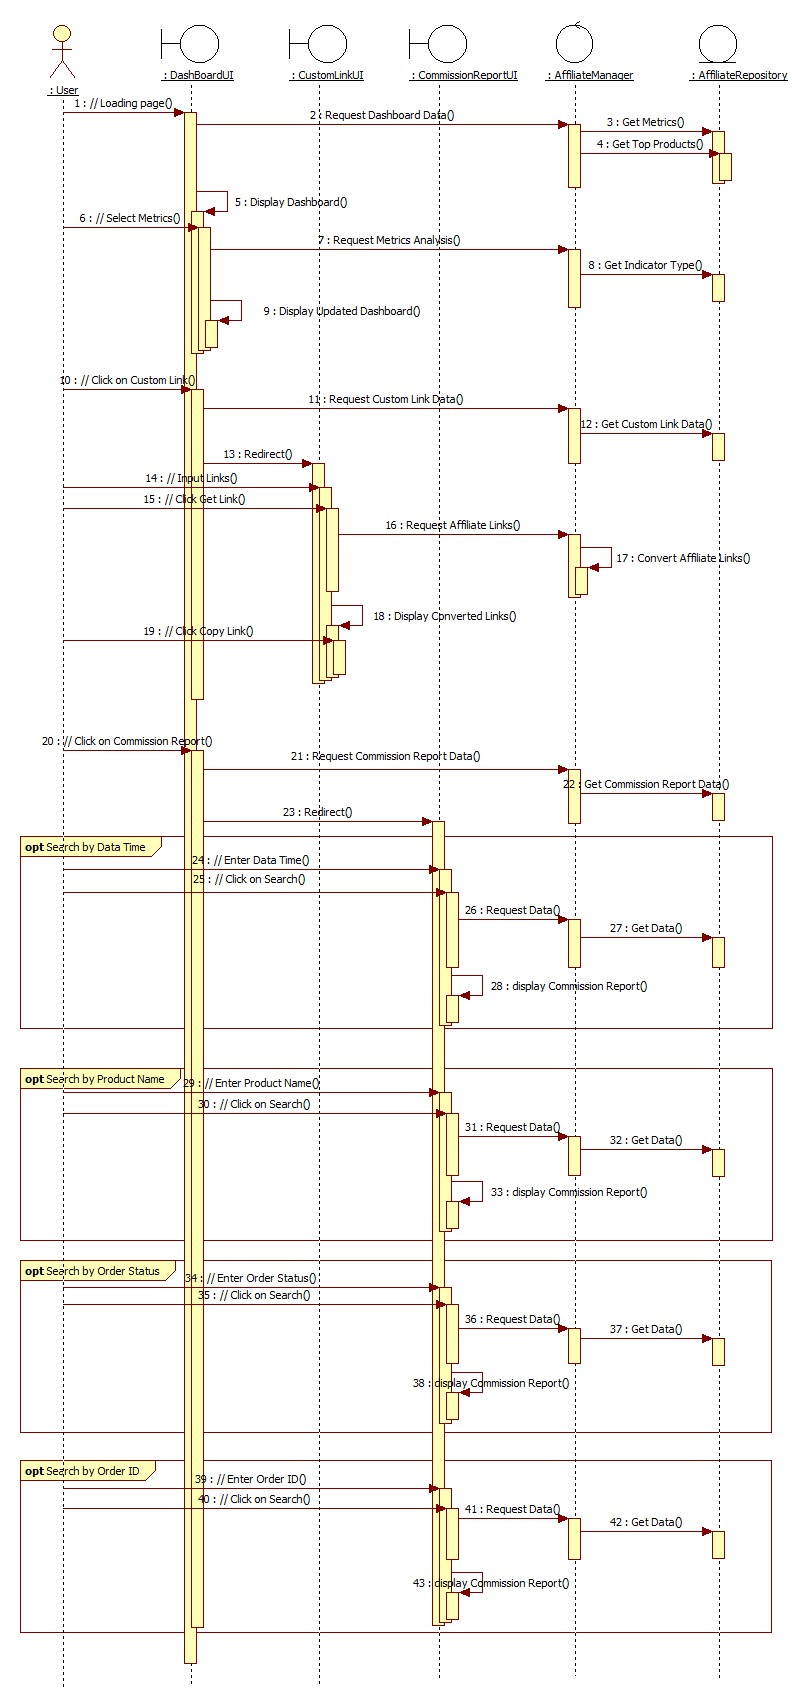 : User
: DashBoardUI
: CustomLinkUI
: CommissionReportUI
: AffiliateManager
: AffiliateRepository
1 : // Loading page()
2 : Request Dashboard Data()
3 : Get Metrics()
4 : Get Top Products()
5 : Display Dashboard()
6 : // Select Metrics()
7 : Request Metrics Analysis()
8 : Get Indicator Type()
9 : Display Updated Dashboard()
10 : // Click on Custom Link()
11 : Request Custom Link Data()
12 : Get Custom Link Data()
13 : Redirect()
14 : // Input Links()
15 : // Click Get Link()
16 : Request Affiliate Links()
17 : Convert Affiliate Links()
18 : Display Converted Links()
19 : // Click Copy Link()
20 : // Click on Commission Report()
21 : Request Commission Report Data()
22 : Get Commission Report Data()
23 : Redirect()
opt Search by Data Time
24 : // Enter Data Time()
25 : // Click on Search()
26 : Request Data()
27 : Get Data()
28 : display Commission Report()
opt Search by Product Name
29 : // Enter Product Name()
30 : // Click on Search()
31 : Request Data()
32 : Get Data()
33 : display Commission Report()
opt Search by Order Status
34 : // Enter Order Status()
35 : // Click on Search()
36 : Request Data()
37 : Get Data()
38 : display Commission Report()
opt Search by Order ID
39 : // Enter Order ID()
40 : // Click on Search()
41 : Request Data()
42 : Get Data()
43 : display Commission Report()